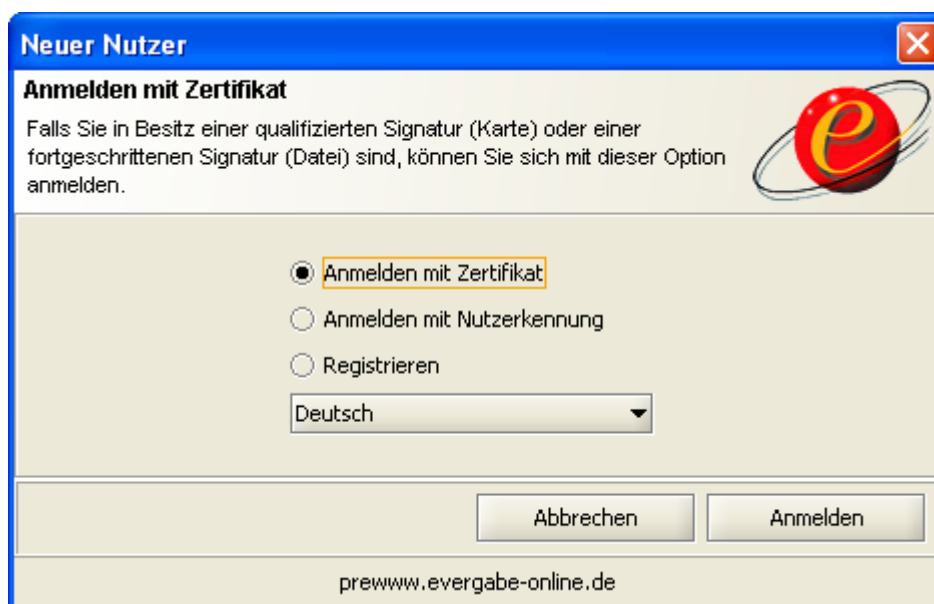 Neuer Nutzer
Anmelden mit Zertifikat
Falls Sie in Besitz einer qualifizierten Signatur (Karte) oder einer
fortgeschrittenen Signatur (Datei) sind, können Sie sich mit dieser Option
anmelden.
e
Anmelden mit Zertifikat
Anmelden mit Nutzerkennung
Registrieren
Deutsch
Abbrechen
Anmelden
prewww.evergabe-online.de